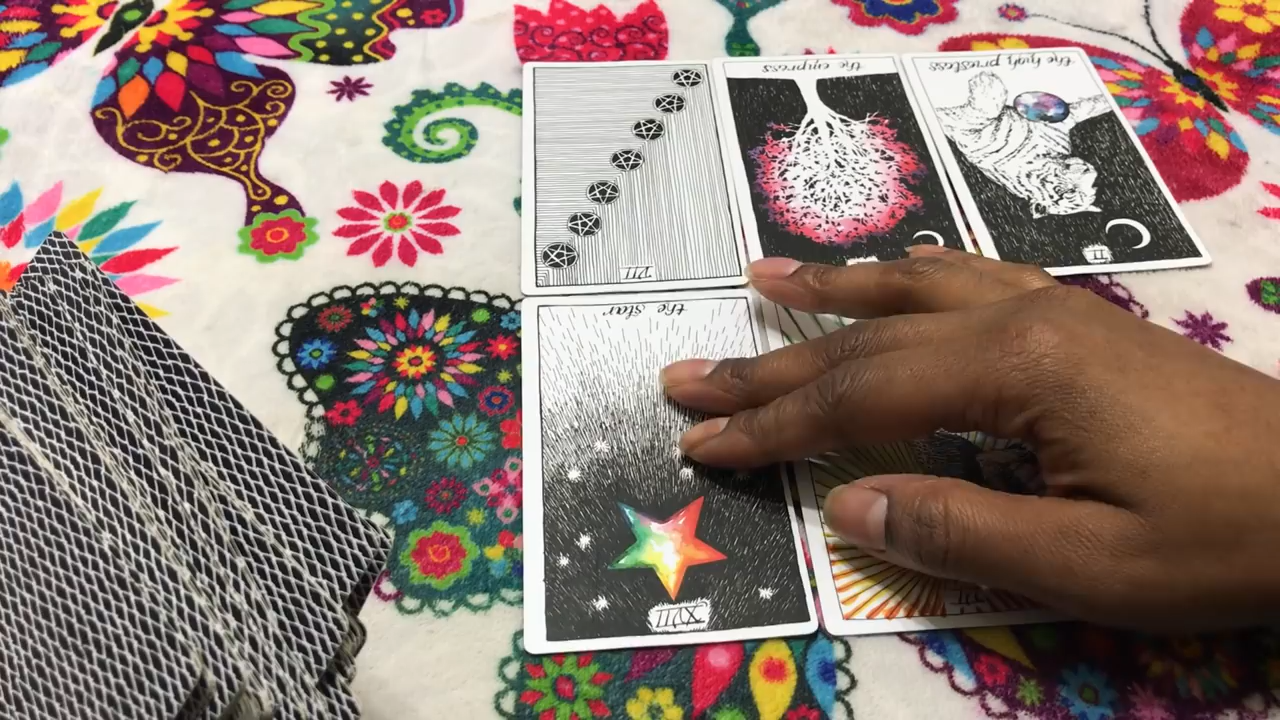 VII
the empress
the high priestess
II
the star
XVII